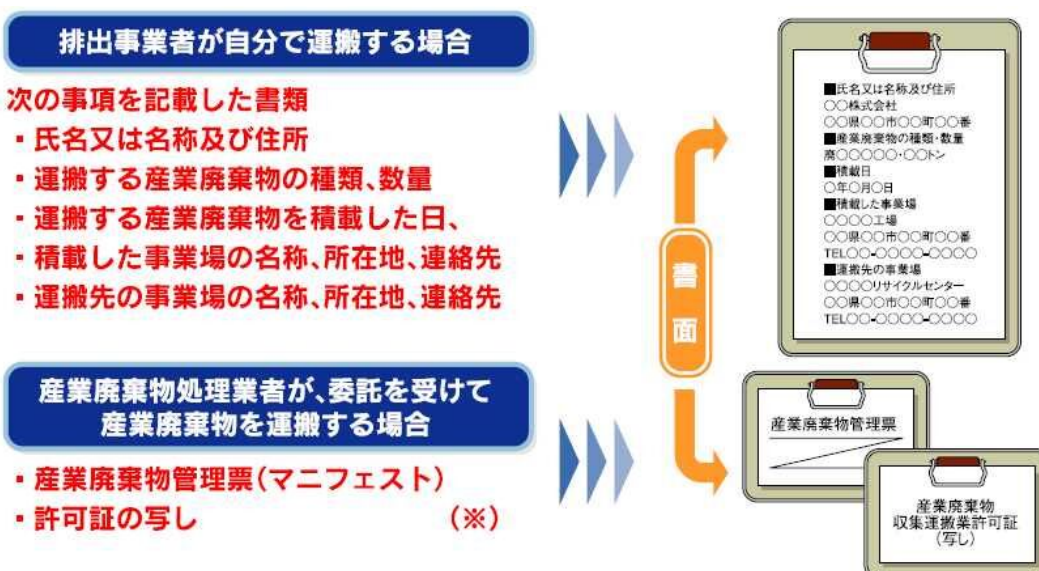 排出事業者が自分で運搬する場合
次の事項を記載した書類
・氏名又は名称及び住所
・運搬する産業廃棄物の種類、数量
・運搬する産業廃棄物を積載した日、
・積載した事業場の名称、所在地、連絡先
・運搬先の事業場の名称、所在地、連絡先
産業廃棄物処理業者が、委託を受けて
産業廃棄物を運搬する場合
・産業廃棄物管理票(マニフェスト)
・許可証の写し (※)
書面
■氏名又は名称及び住所
○○株式会社
○○県○○市○○町○○番
■産業廃棄物の種類・数量
廃○○○○○・○○トン
■積載日
○年○月○日
■積載した事業場
○○○○工場
○○県○○市○○町○○番
TEL○○-○○○○-○○○○
■運搬先の事業場
○○○○リサイクルセンター
○○県○○市○○町○○番
TEL○○-○○○○-○○○○
産業廃棄物管理票
産業廃棄物
収集運搬業許可証
(写し)